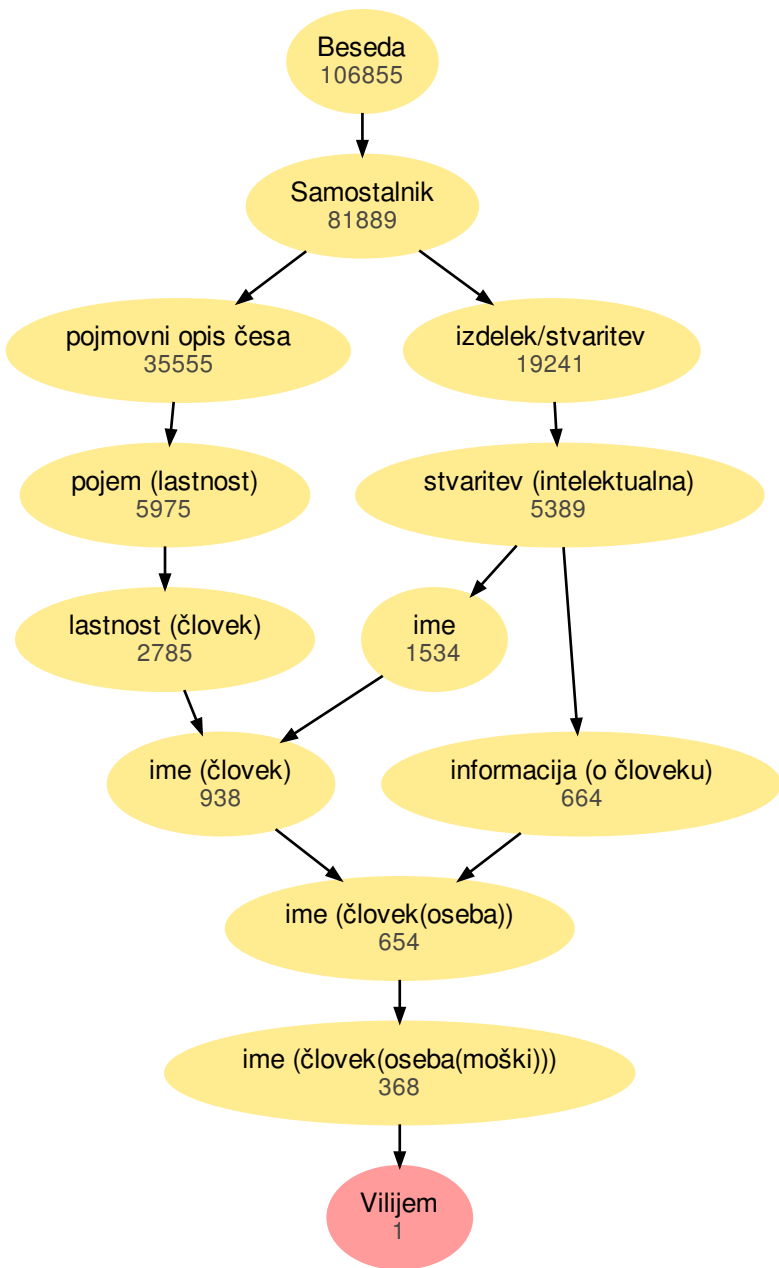 Beseda
106855
Samostalnik
81889
pojmovni opis česa
35555
izdelek/stvaritev
19241
pojem (lastnost)
5975
stvaritev (intelektualna)
5389
lastnost (človek)
2785
ime
1534
ime (človek)
938
informacija (o človeku)
664
ime (človek(oseba))
654
ime (človek(oseba(moški)))
368
Vilijem
1